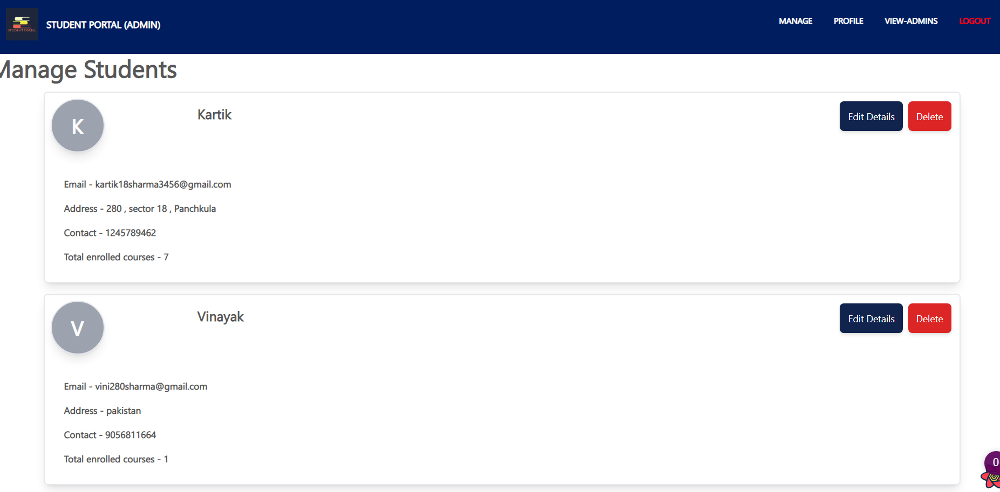 STUDENT PORTAL
STUDENT PORTAL (ADMIN)
MANAGE PROFILE VIEW-ADMINS LOGOUT
Manage Students
K
Kartik
Edit Details Delete
Email - kartik18sharma3456@gmail.com
Address - 280 , sector 18 , Panchkula
Contact - 1245789462
Total enrolled courses - 7
V
Vinayak
Edit Details Delete
Email - vini280sharma@gmail.com
Address - pakistan
Contact - 9056811664
Total enrolled courses - 1
0